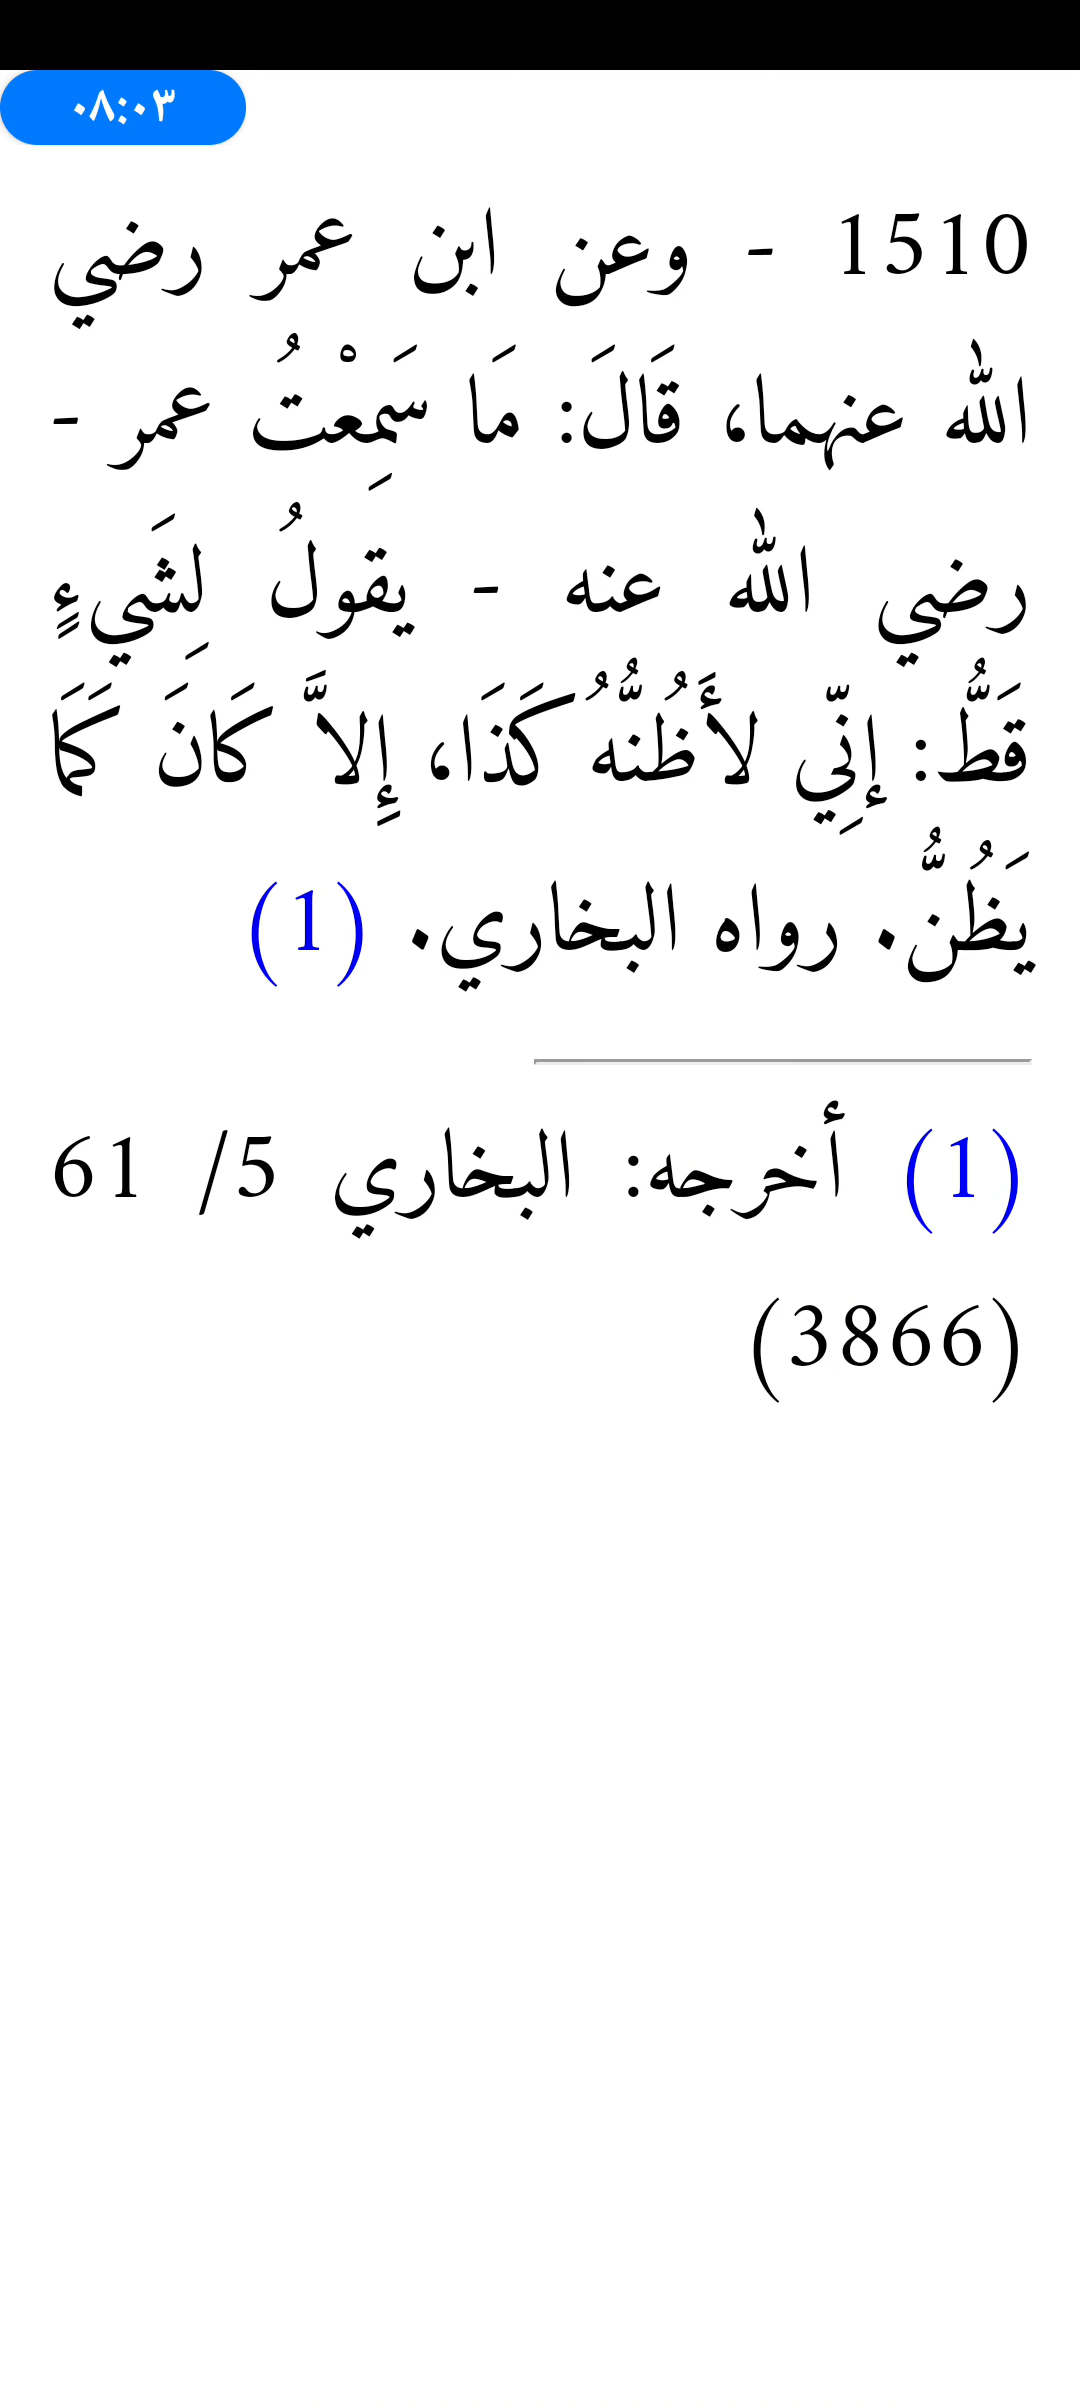 ٠٨:٠٣
1510 - وعن ابن عمر رضي
الله عنهما، قَالَ: مَا سَمِعْتُ عمر -
رضي الله عنه - يقولُ لِشَيءٍ
قَطُّ: إنِّي لأَظُنُّهُ كَذَا، إِلاَّ كَانَ كَمَا
يَظُنُّ. رواه البخاري. (1)
(1) أخرجه: البخاري 5/ 61
(3866)